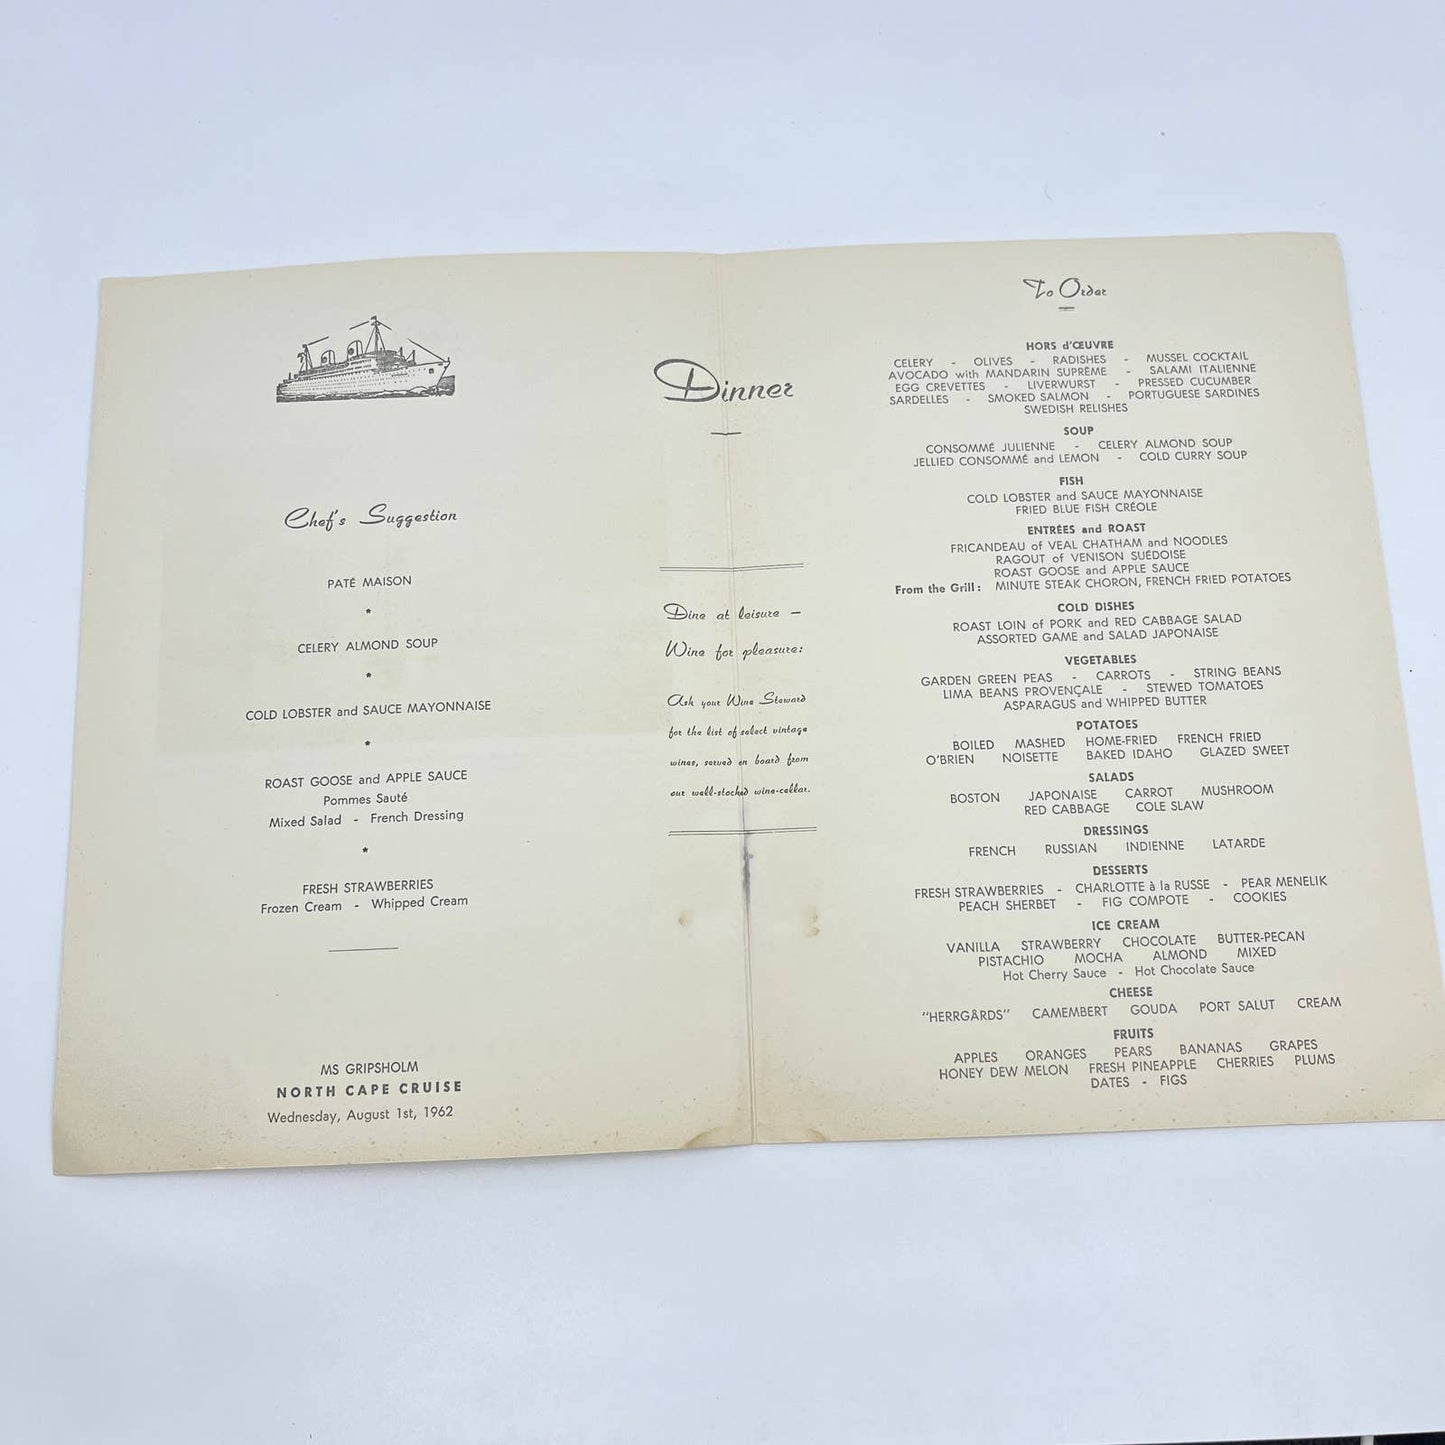 Chef's Suggestion
PATÉ MAISON
*
CELERY ALMOND SOUP
*
COLD LOBSTER and SAUCE MAYONNAISE
*
ROAST GOOSE and APPLE SAUCE
Pommes Sauté
Mixed Salad - French Dressing
*
FRESH STRAWBERRIES
Frozen Cream - Whipped Cream
MS GRIPSHOLM
NORTH CAPE CRUISE
Wednesday, August 1st, 1962
Dinner
Dine at leisure —
Wine for pleasure:
Ask your Wine Steward
for the list of select vintage
wines, served on board from
our well-stocked wine-cellar.
To Order
HORS d'ŒUVRE
CELERY - OLIVES - RADISHES - MUSSEL COCKTAIL
AVOCADO with MANDARIN SUPRÊME - SALAMI ITALIENNE
EGG CREVETTES - LIVERWURST - PRESSED CUCUMBER
SARDELLES - SMOKED SALMON - PORTUGUESE SARDINES
SWEDISH RELISHES
SOUP
CONSOMMÉ JULIENNE - CELERY ALMOND SOUP
JELLIED CONSOMMÉ and LEMON - COLD CURRY SOUP
FISH
COLD LOBSTER and SAUCE MAYONNAISE
FRIED BLUE FISH CRÉOLE
ENTRÉES and ROAST
FRICANDEAU of VEAL CHATHAM and NOODLES
RAGOUT of VENISON SUÉDOISE
ROAST GOOSE and APPLE SAUCE
From the Grill: MINUTE STEAK CHORON, FRENCH FRIED POTATOES
COLD DISHES
ROAST LOIN of PORK and RED CABBAGE SALAD
ASSORTED GAME and SALAD JAPONAISE
VEGETABLES
GARDEN GREEN PEAS - CARROTS - STRING BEANS
LIMA BEANS PROVENÇALE - STEWED TOMATOES
ASPARAGUS and WHIPPED BUTTER
POTATOES
BOILED MASHED HOME-FRIED FRENCH FRIED
O'BRIEN NOISETTE BAKED IDAHO GLAZED SWEET
SALADS
BOSTON JAPONAISE CARROT MUSHROOM
RED CABBAGE COLE SLAW
DRESSINGS
FRENCH RUSSIAN INDIENNE LATARDE
DESSERTS
FRESH STRAWBERRIES - CHARLOTTE à la RUSSE - PEAR MENELIK
PEACH SHERBET - FIG COMPOTE - COOKIES
ICE CREAM
VANILLA STRAWBERRY CHOCOLATE BUTTER-PECAN
PISTACHIO MOCHA ALMOND MIXED
Hot Cherry Sauce - Hot Chocolate Sauce
CHEESE
"HERRGÅRDS" CAMEMBERT GOUDA PORT SALUT CREAM
FRUITS
APPLES ORANGES PEARS BANANAS GRAPES
HONEY DEW MELON FRESH PINEAPPLE CHERRIES PLUMS
DATES - FIGS